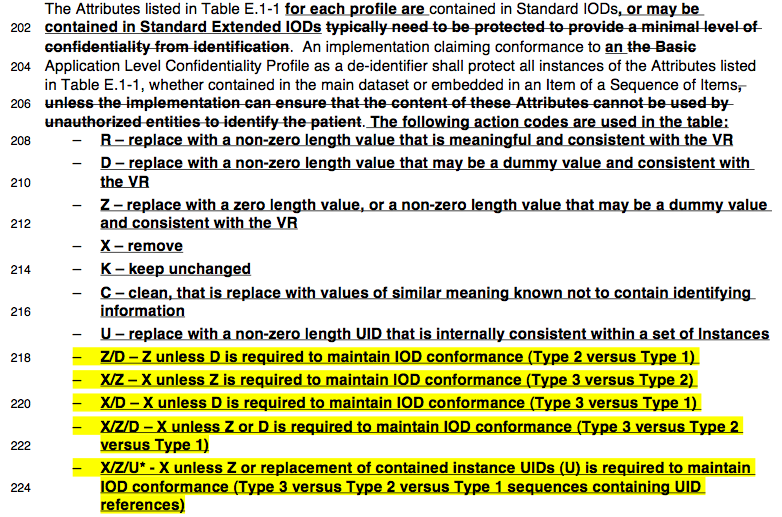 The Attributes listed in Table E.1-1 for each profile are contained in Standard IODs, or may be
202 contained in Standard Extended IODs typically need to be protected to provide a minimal level of
confidentiality from identification. An implementation claiming conformance to an the Basic
204 Application Level Confidentiality Profile as a de-identifier shall protect all instances of the Attributes listed
in Table E.1-1, whether contained in the main dataset or embedded in an Item of a Sequence of Items,
206 unless the implementation can ensure that the content of these Attributes cannot be used by
unauthorized entities to identify the patient. The following action codes are used in the table:
208 – R – replace with a non-zero length value that is meaningful and consistent with the VR
– D – replace with a non-zero length value that may be a dummy value and consistent with
210 the VR
– Z – replace with a zero length value, or a non-zero length value that may be a dummy value
212 and consistent with the VR
– X – remove
214 – K – keep unchanged
– C – clean, that is replace with values of similar meaning known not to contain identifying
216 information
– U – replace with a non-zero length UID that is internally consistent within a set of Instances
218 – Z/D – Z unless D is required to maintain IOD conformance (Type 2 versus Type 1)
– X/Z – X unless Z is required to maintain IOD conformance (Type 3 versus Type 2)
220 – X/D – X unless D is required to maintain IOD conformance (Type 3 versus Type 1)
– X/Z/D – X unless Z or D is required to maintain IOD conformance (Type 3 versus Type 2
222 versus Type 1)
– X/Z/U* - X unless Z or replacement of contained instance UIDs (U) is required to maintain
224 IOD conformance (Type 3 versus Type 2 versus Type 1 sequences containing UID
references)